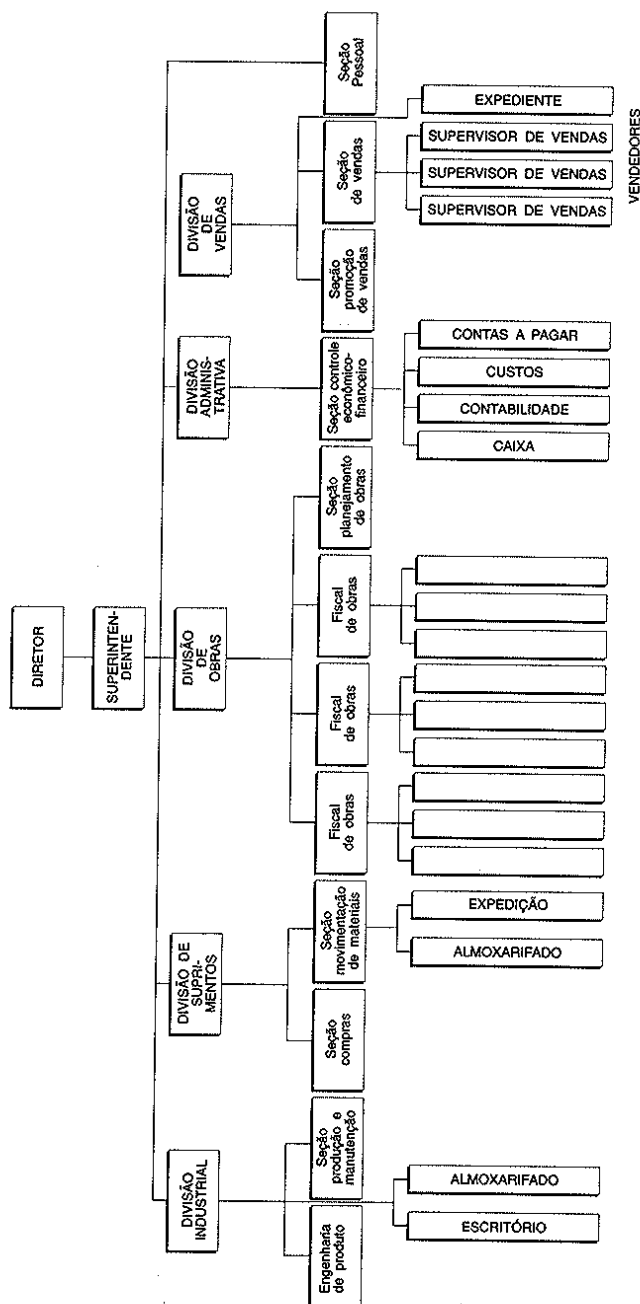 DIRETOR
SUPERINTEN-
DENTE
DIVISÃO
INDUSTRIAL
DIVISÃO DE
SUPRI-
MENTOS
DIVISÃO
DE
OBRAS
DIVISÃO
ADMINIS-
TRATIVA
DIVISÃO
DE
VENDAS
Engenharia
de produto
Seção
produção e
manutenção
Seção
compras
Seção
movimentação
de materiais
Fiscal
de obras
Fiscal
de obras
Fiscal
de obras
Seção
planejamento
de obras
Seção controle
econômico-
financeiro
Seção
promoção
de vendas
Seção
de vendas
Seção
Pessoal
ESCRITÓRIO
ALMOXARIFADO
ALMOXARIFADO
EXPEDIÇÃO
CAIXA
CONTABILIDADE
CUSTOS
CONTAS A PAGAR
SUPERVISOR DE VENDAS
SUPERVISOR DE VENDAS
SUPERVISOR DE VENDAS
EXPEDIENTE
VENDEDORES